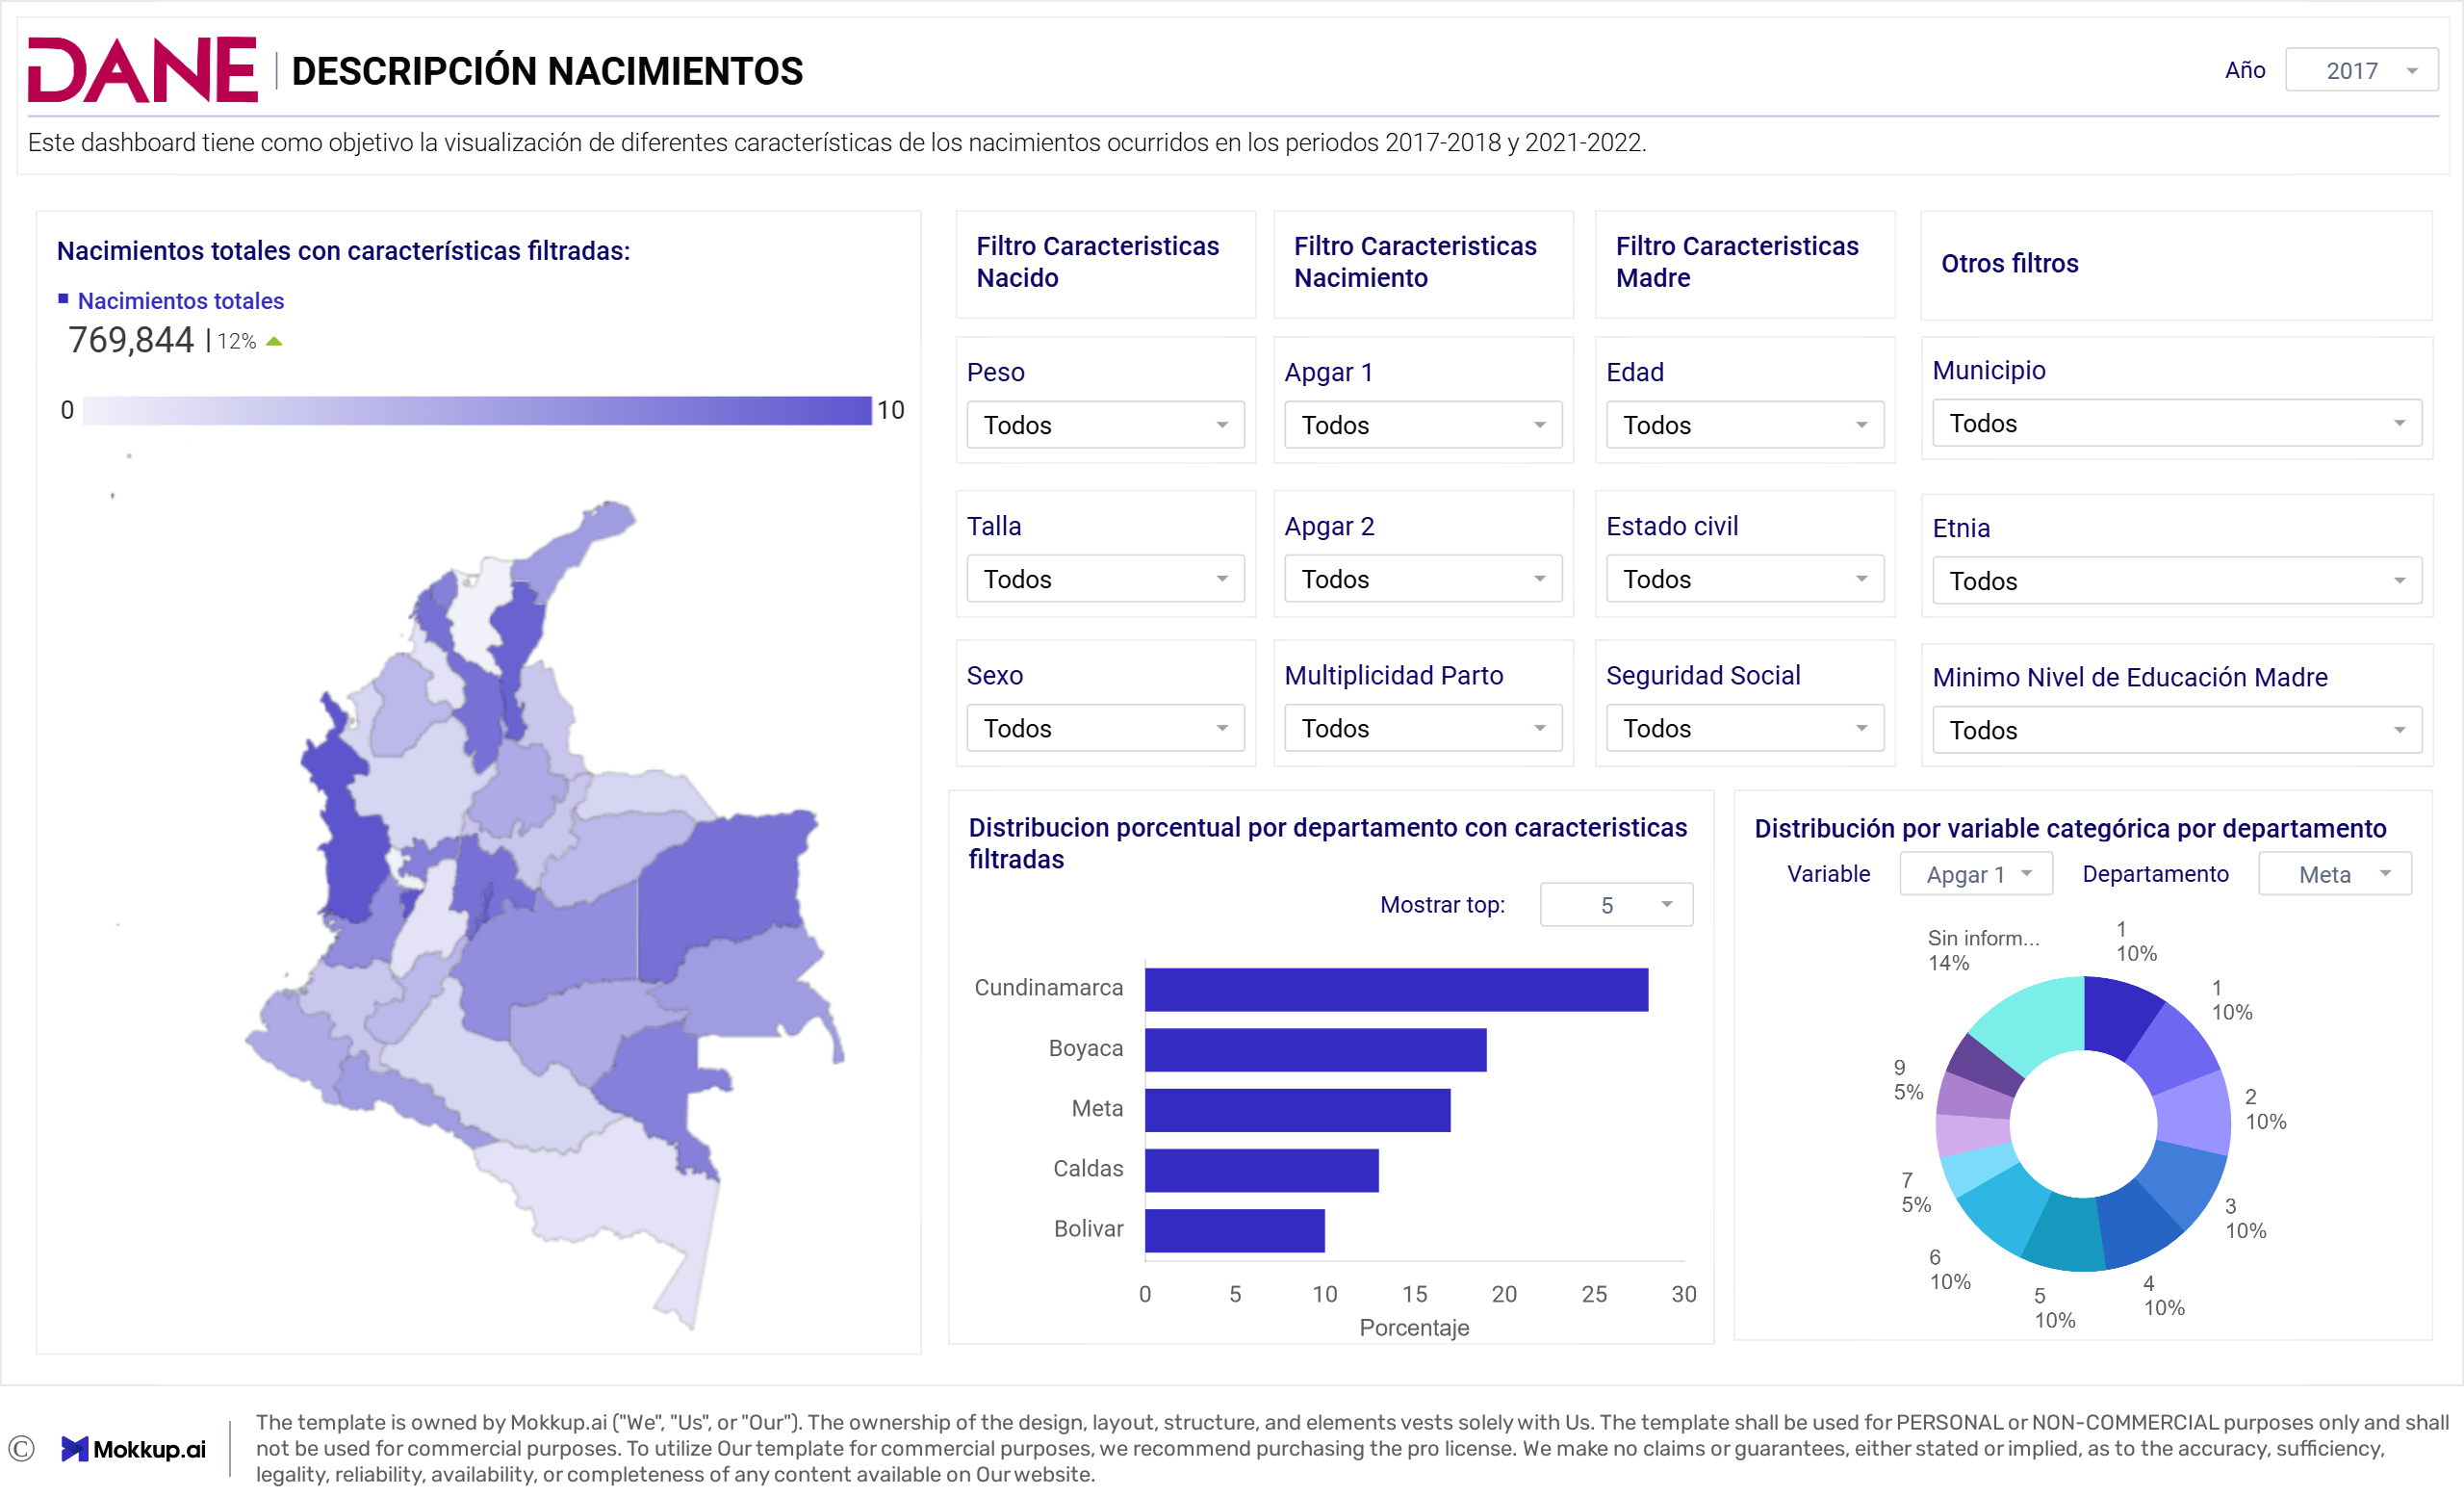 DANE
DESCRIPCIÓN NACIMIENTOS
Año
2017
Este dashboard tiene como objetivo la visualización de diferentes características de los nacimientos ocurridos en los periodos 2017-2018 y 2021-2022.
Nacimientos totales con características filtradas:
Nacimientos totales
769,844 | 12%
0
10
Filtro Caracteristicas
Nacido
Filtro Caracteristicas
Nacimiento
Filtro Caracteristicas
Madre
Otros filtros
Peso
Todos
Apgar 1
Todos
Edad
Todos
Municipio
Todos
Talla
Todos
Apgar 2
Todos
Estado civil
Todos
Etnia
Todos
Sexo
Todos
Multiplicidad Parto
Todos
Seguridad Social
Todos
Minimo Nivel de Educación Madre
Todos
Distribucion porcentual por departamento con caracteristicas
filtradas
Mostrar top:
5
Cundinamarca
Boyaca
Meta
Caldas
Bolivar
0
5
10
15
20
25
30
Porcentaje
Distribución por variable categórica por departamento
Variable
Apgar 1
Departamento
Meta
Sin inform...
14%
1
10%
1
10%
2
10%
3
10%
4
10%
5
10%
6
10%
7
5%
9
5%
©
Mokkup.ai
The template is owned by Mokkup.ai ("We", "Us", or "Our"). The ownership of the design, layout, structure, and elements vests solely with Us. The template shall be used for PERSONAL or NON-COMMERCIAL purposes only and shall
not be used for commercial purposes. To utilize Our template for commercial purposes, we recommend purchasing the pro license. We make no claims or guarantees, either stated or implied, as to the accuracy, sufficiency,
legality, reliability, availability, or completeness of any content available on Our website.